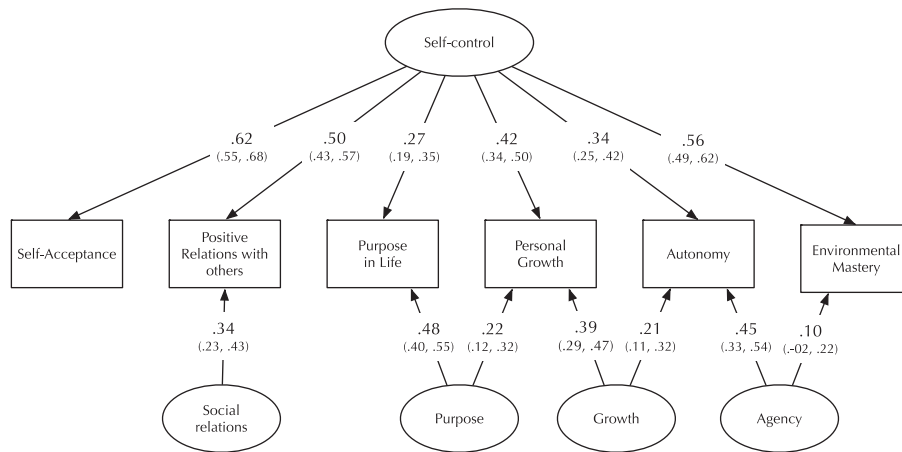 Self-control
.62
(.55, .68)
.50
(.43, .57)
.27
(.19, .35)
.42
(.34, .50)
.34
(.25, .42)
.56
(.49, .62)
Self-Acceptance
Positive
Relations with
others
Purpose
in Life
Personal
Growth
Autonomy
Environmental
Mastery
.34
(.23, .43)
.48
(.40, .55)
.22
(.12, .32)
.39
(.29, .47)
.21
(.11, .32)
.45
(.33, .54)
.10
(-02, .22)
Social
relations
Purpose
Growth
Agency